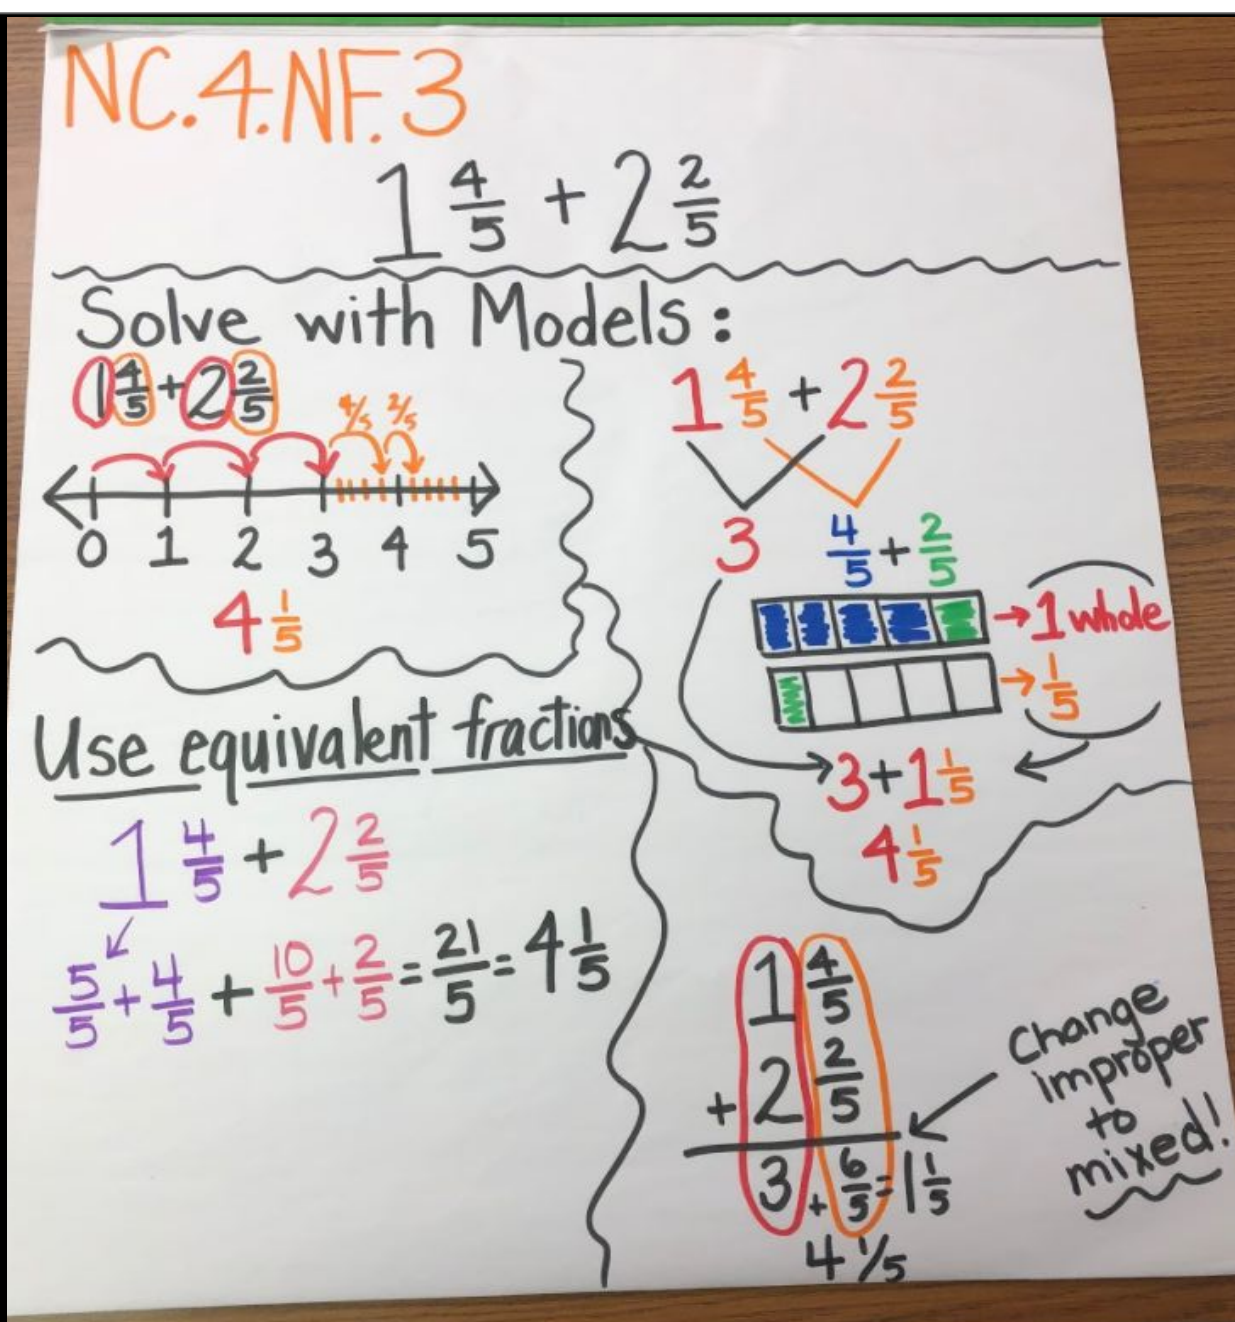 NC.4.NF.3
1 4/5 + 2 2/5
Solve with Models:
1 4/5 + 2 2/5
4/5 2/5
0 1 2 3 4 5
4 1/5
1 4/5 + 2 2/5
3 4/5 + 2/5
→ 1 whole
→ 1/5
3 + 1 1/5
4 1/5
Use equivalent fractions
1 4/5 + 2 2/5
5/5 + 4/5 + 10/5 + 2/5 = 21/5 = 4 1/5
1 4/5
+ 2 2/5
3 + 6/5 = 1 1/5
4 1/5
Change
improper
to
mixed!